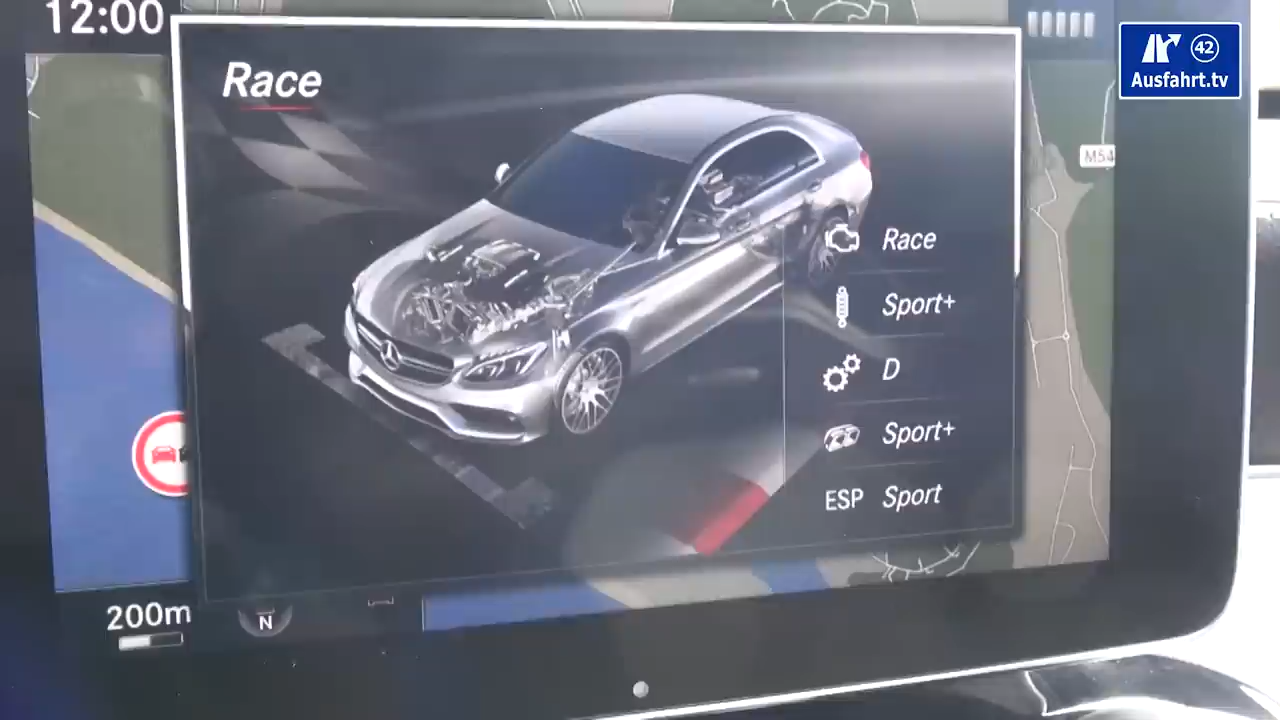 12:00
Race
42
Ausfahrt.tv
M54
Race
Sport+
D
Sport+
ESP Sport
200m
N